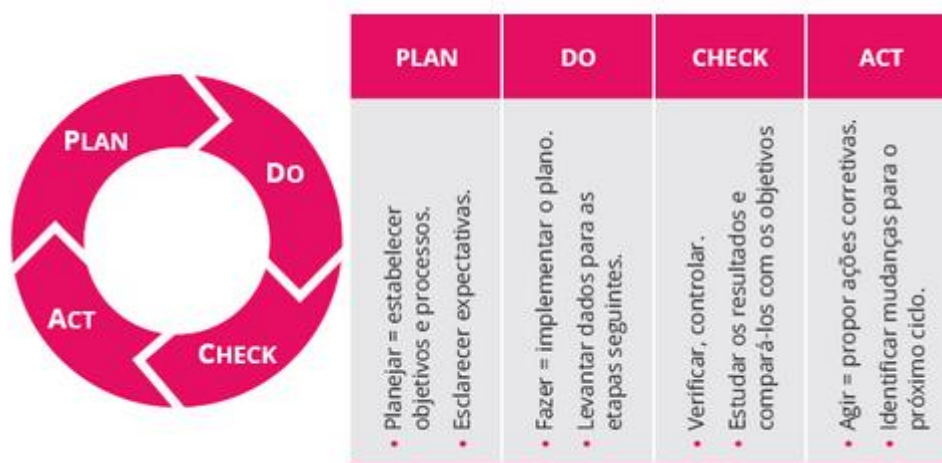 PLAN
DO
CHECK
ACT
PLAN
DO
CHECK
ACT
• Planejar = estabelecer
objetivos e processos.
• Esclarecer expectativas.
• Fazer = implementar o plano.
• Levantar dados para as
etapas seguintes.
• Verificar, controlar.
• Estudar os resultados e
compará-los com os objetivos
• Agir = propor ações corretivas.
• Identificar mudanças para o
próximo ciclo.